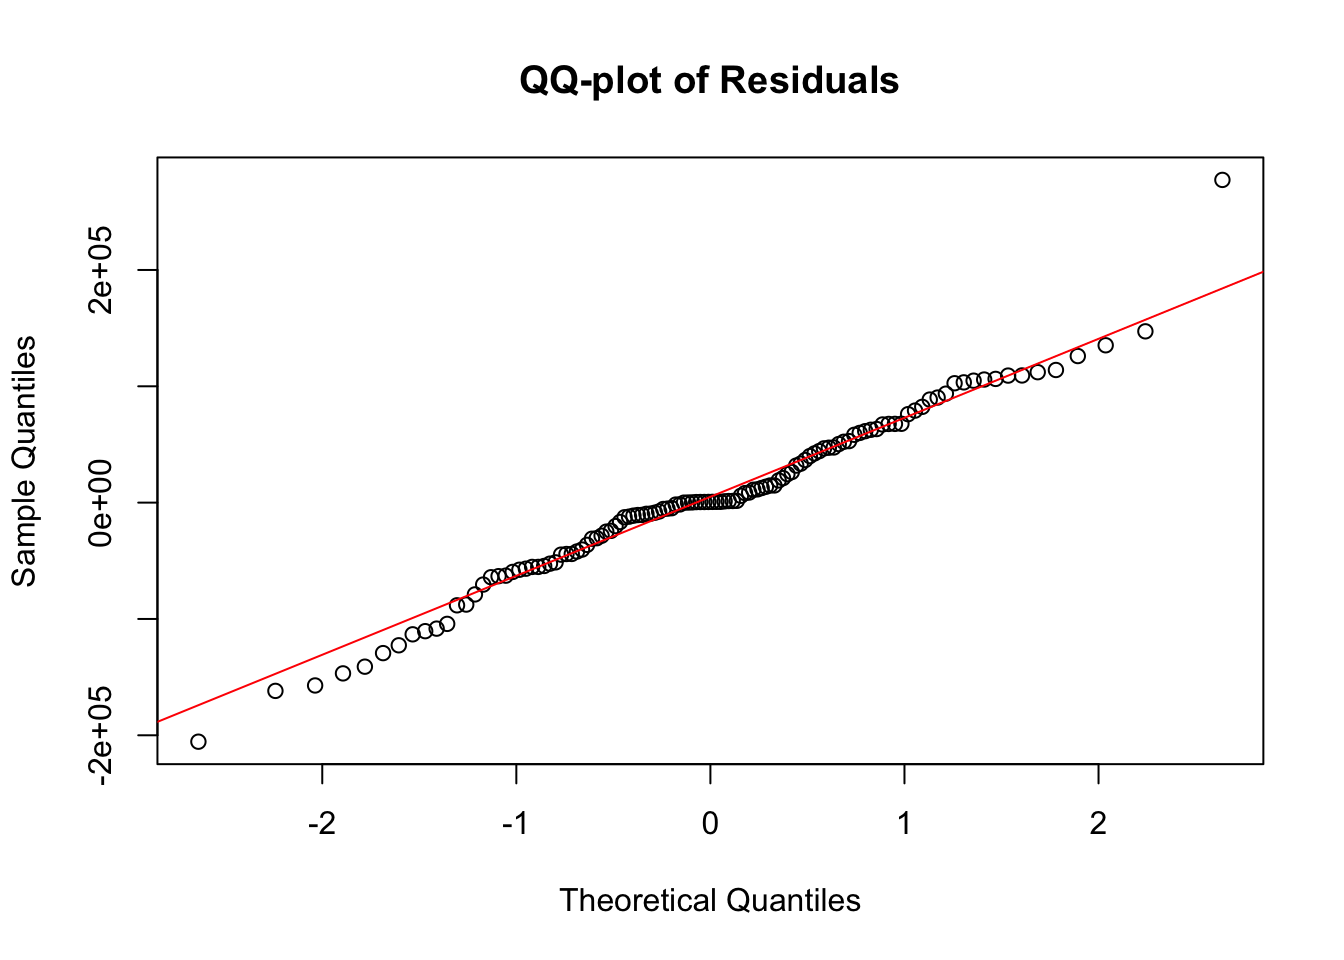 QQ-plot of Residuals
Sample Quantiles
2e+05
0e+00
-2e+05
-2 -1 0 1 2
Theoretical Quantiles